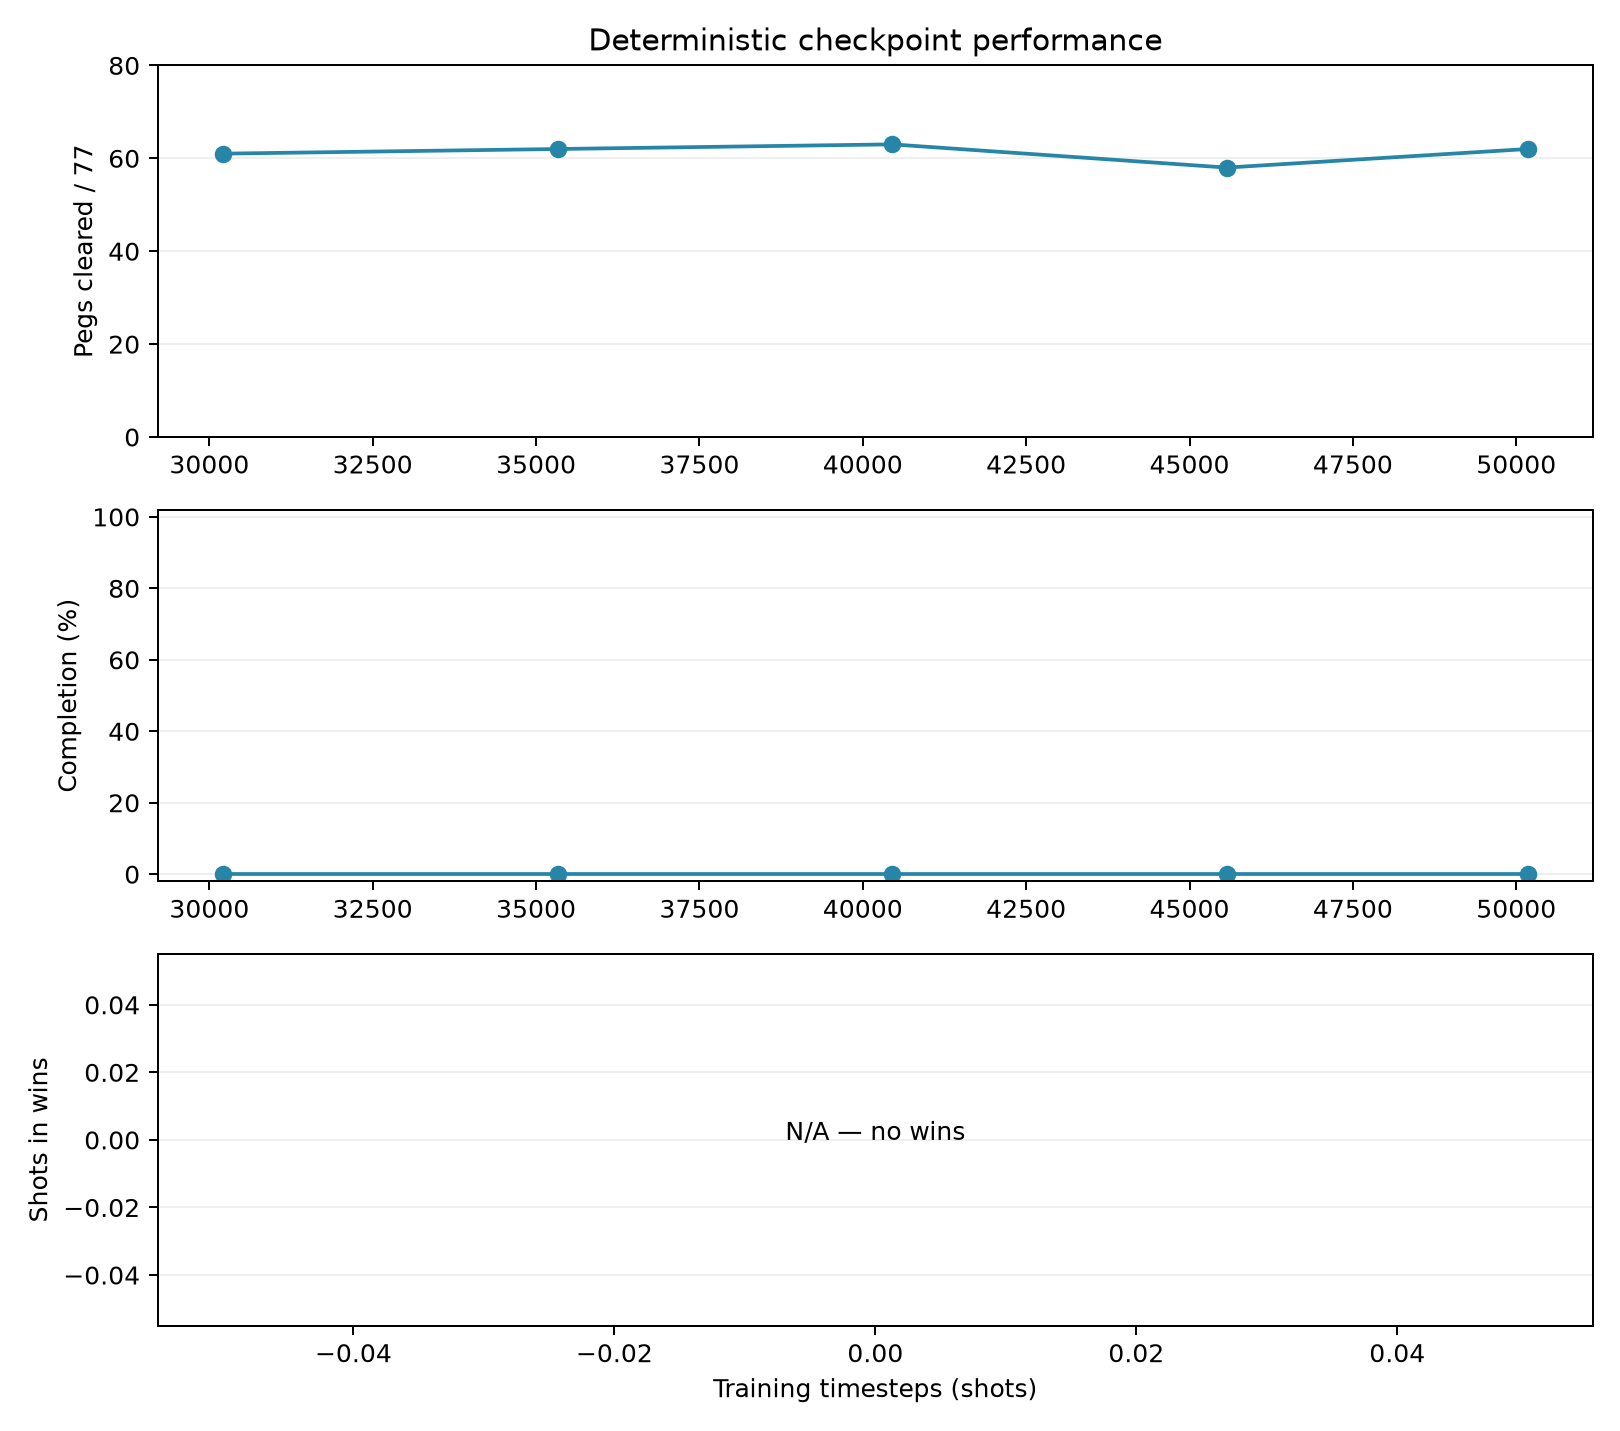 Deterministic checkpoint performance
Pegs cleared / 77
80
60
40
20
0
30000 32500 35000 37500 40000 42500 45000 47500 50000
Completion (%)
100
80
60
40
20
0
30000 32500 35000 37500 40000 42500 45000 47500 50000
Shots in wins
0.04
0.02
0.00
−0.02
−0.04
N/A — no wins
−0.04 −0.02 0.00 0.02 0.04
Training timesteps (shots)